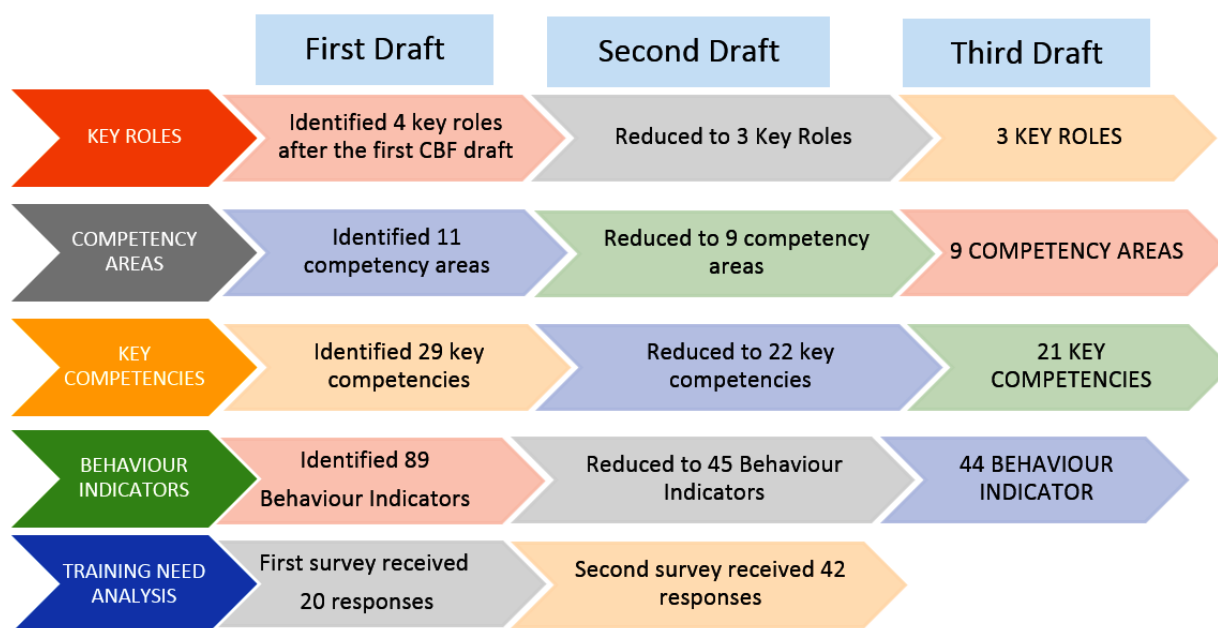 First Draft
Second Draft
Third Draft
KEY ROLES
Identified 4 key roles
after the first CBF draft
Reduced to 3 Key Roles
3 KEY ROLES
COMPETENCY
AREAS
Identified 11
competency areas
Reduced to 9 competency
areas
9 COMPETENCY AREAS
KEY
COMPETENCIES
Identified 29 key
competencies
Reduced to 22 key
competencies
21 KEY
COMPETENCIES
BEHAVIOUR
INDICATORS
Identified 89
Behaviour Indicators
Reduced to 45 Behaviour
Indicators
44 BEHAVIOUR
INDICATOR
TRAINING NEED
ANALYSIS
First survey received
20 responses
Second survey received 42
responses